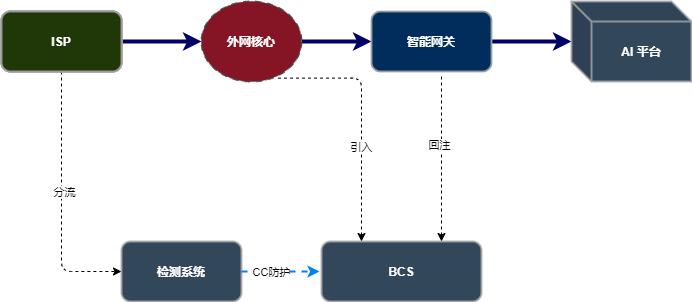 ISP
外网核心
智能网关
AI 平台
引入
回注
分流
检测系统
CC防护
BCS